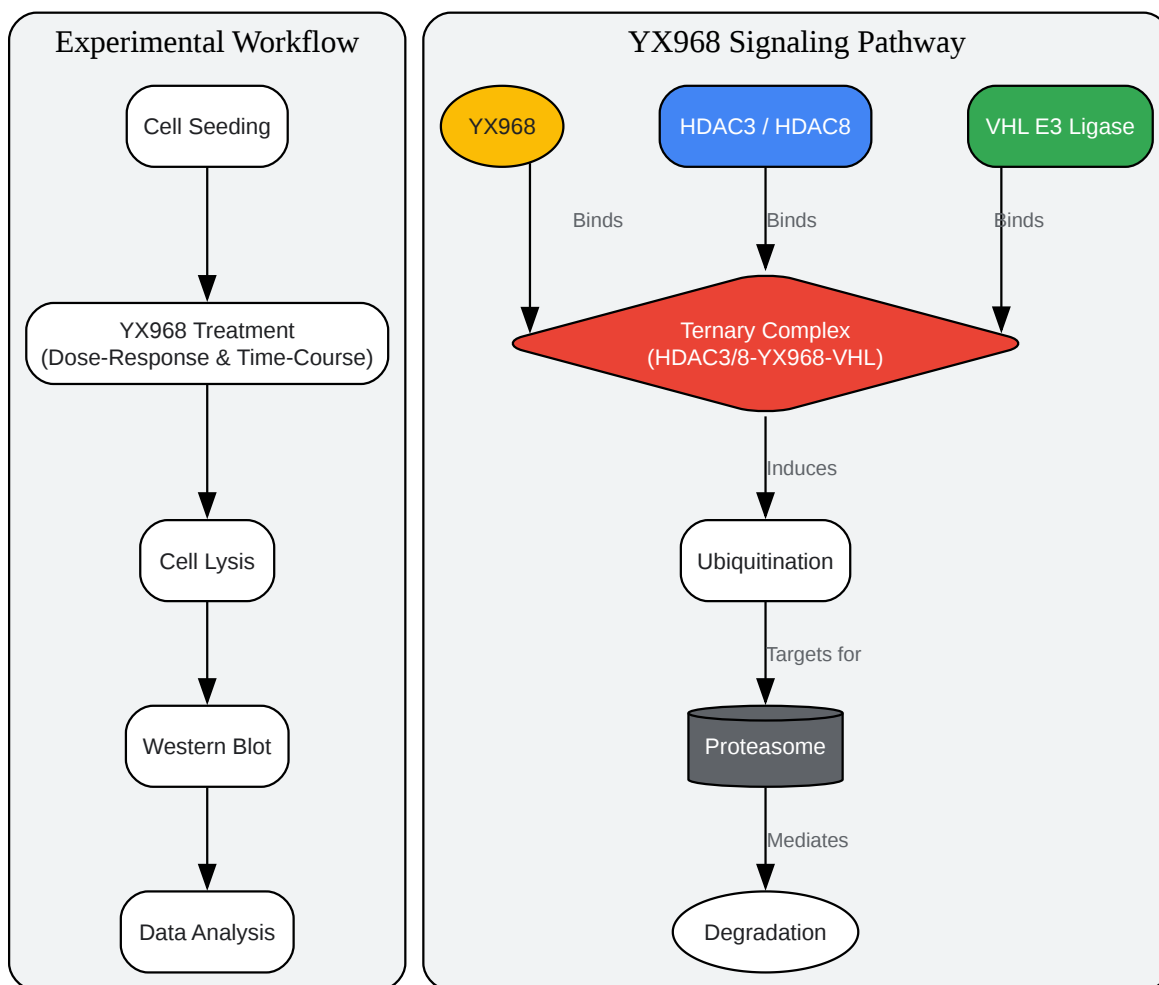 Experimental Workflow
Cell Seeding
YX968 Treatment
(Dose-Response & Time-Course)
Cell Lysis
Western Blot
Data Analysis
YX968 Signaling Pathway
YX968
HDAC3 / HDAC8
VHL E3 Ligase
Binds
Binds
Binds
Ternary Complex
(HDAC3/8-YX968-VHL)
Induces
Ubiquitination
Targets for
Proteasome
Mediates
Degradation